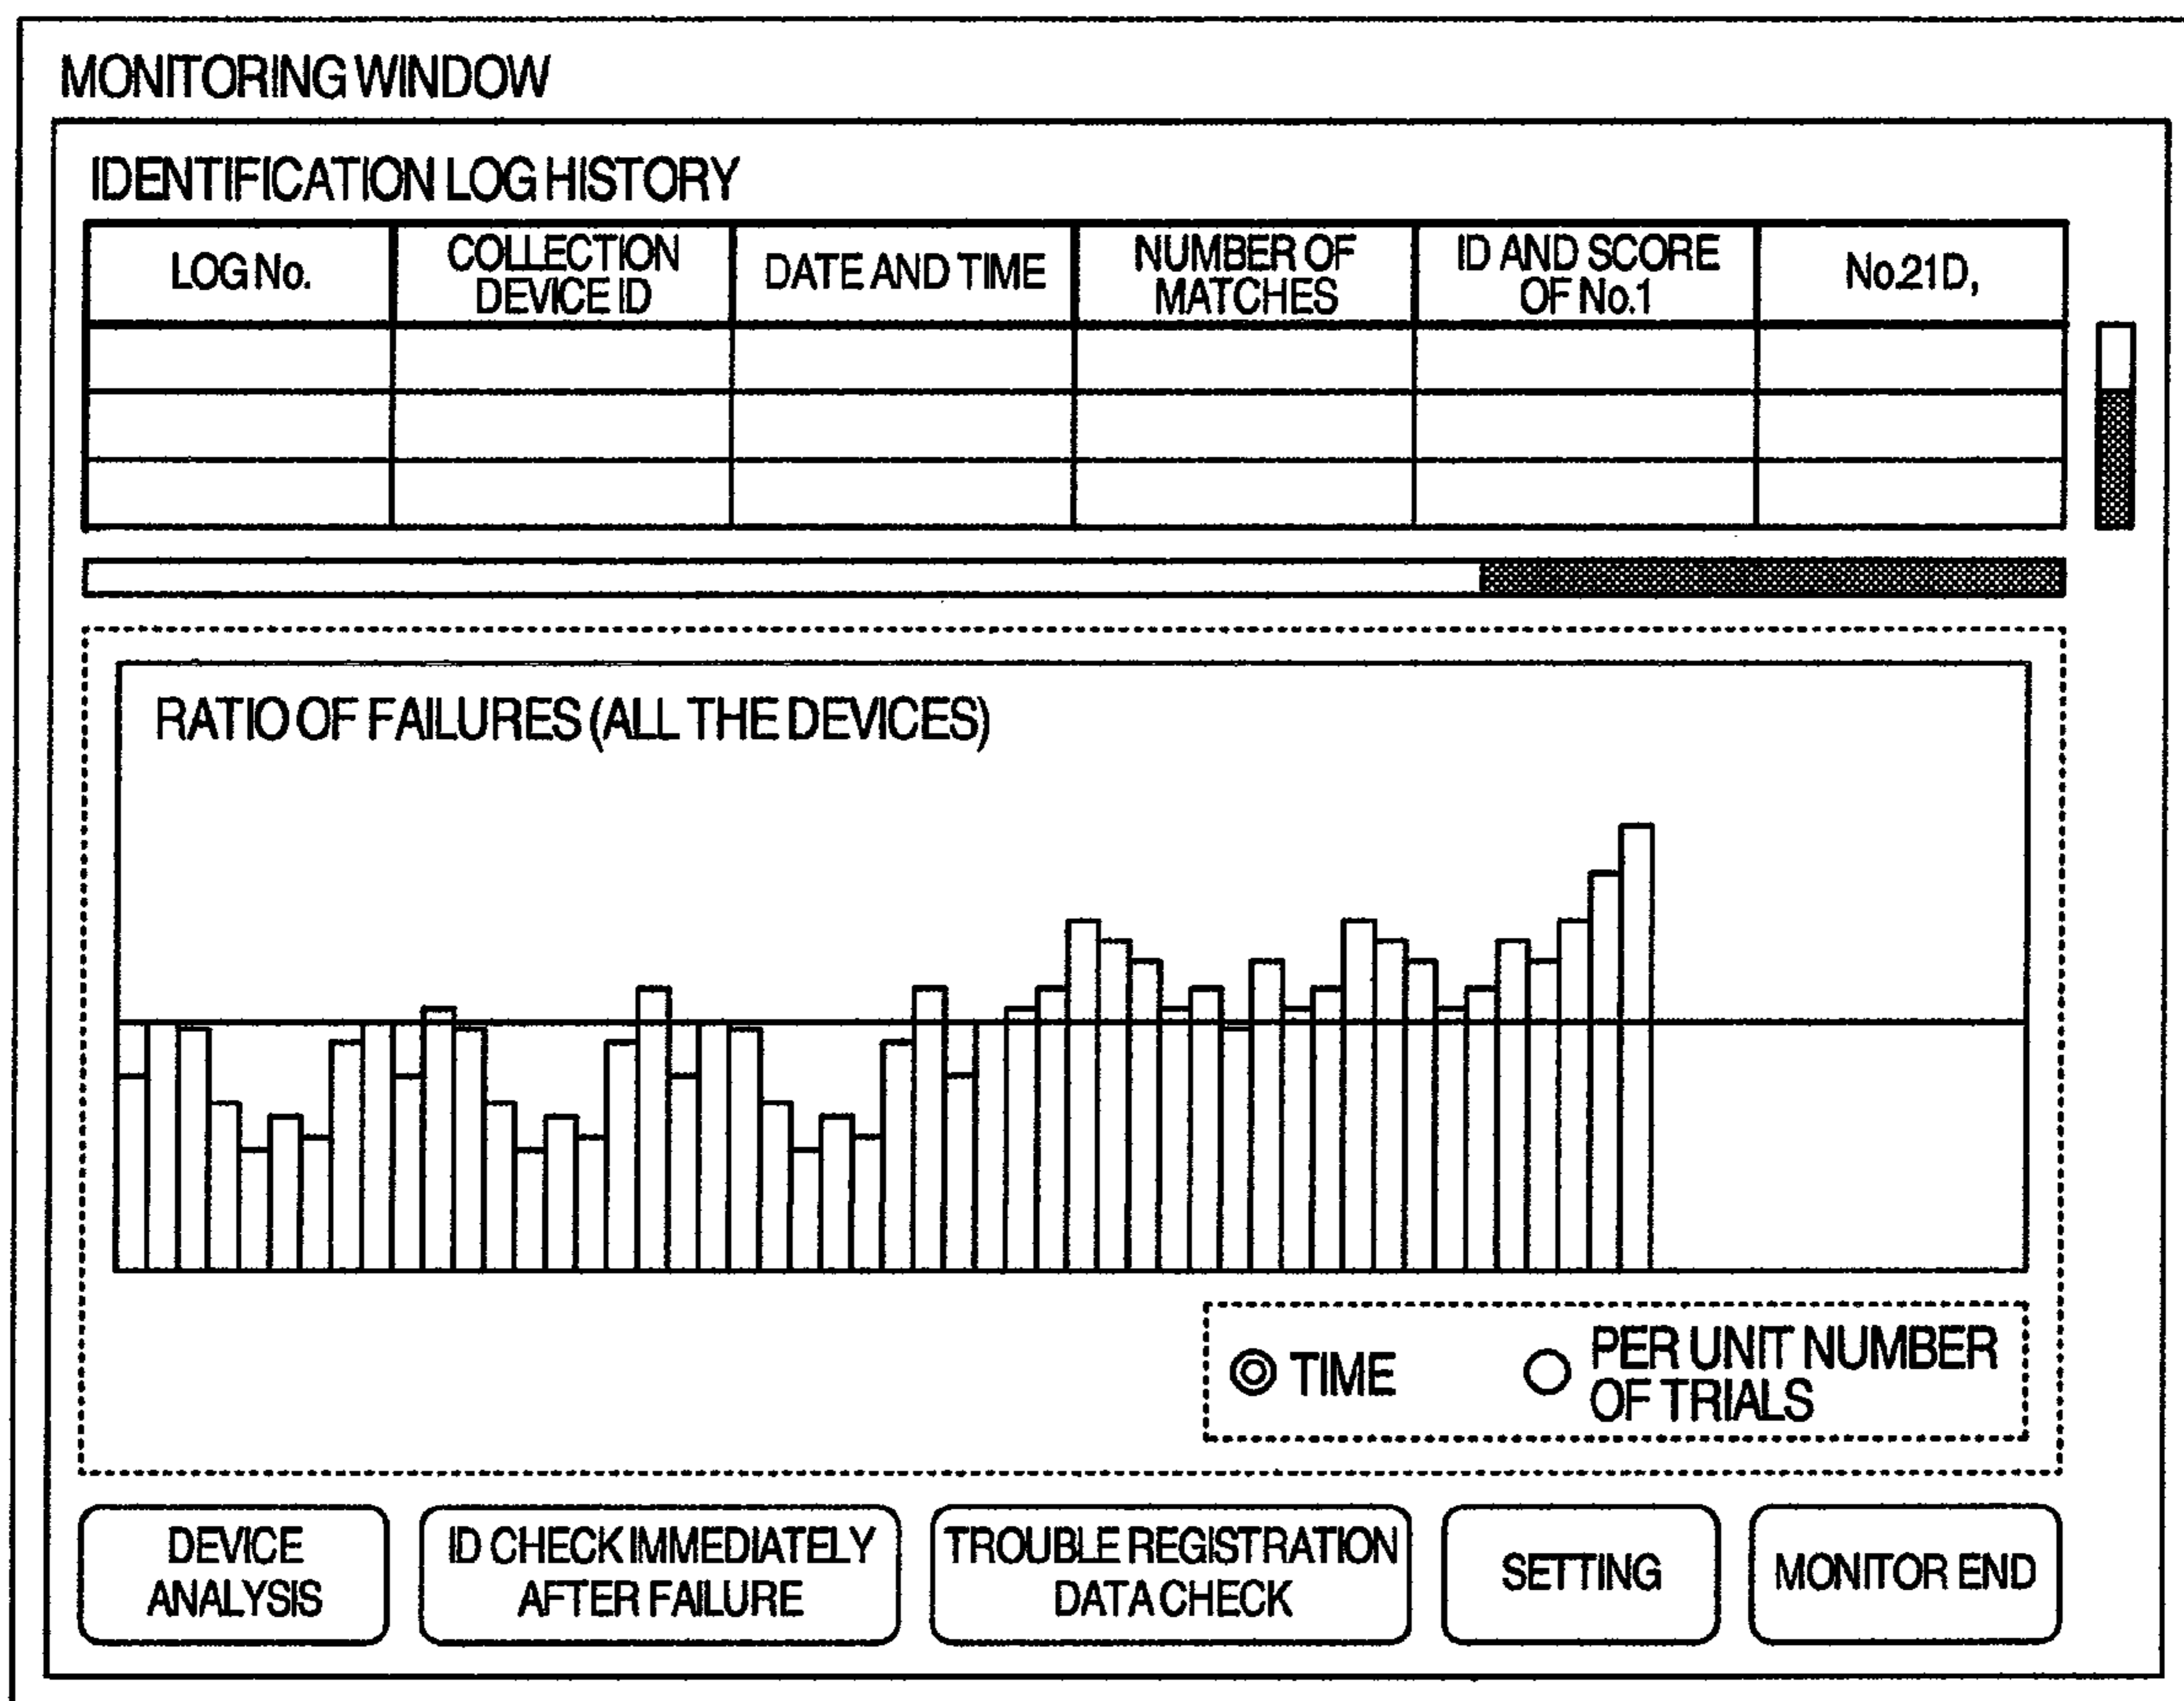 MONITORING WINDOW
IDENTIFICATION LOG HISTORY
LOG No.
COLLECTION
DEVICE ID
DATE AND TIME
NUMBER OF
MATCHES
ID AND SCORE
OF No.1
No.21D,
RATIO OF FAILURES (ALL THE DEVICES)
TIME
PER UNIT NUMBER
OF TRIALS
DEVICE
ANALYSIS
ID CHECK IMMEDIATELY
AFTER FAILURE
TROUBLE REGISTRATION
DATA CHECK
SETTING
MONITOR END